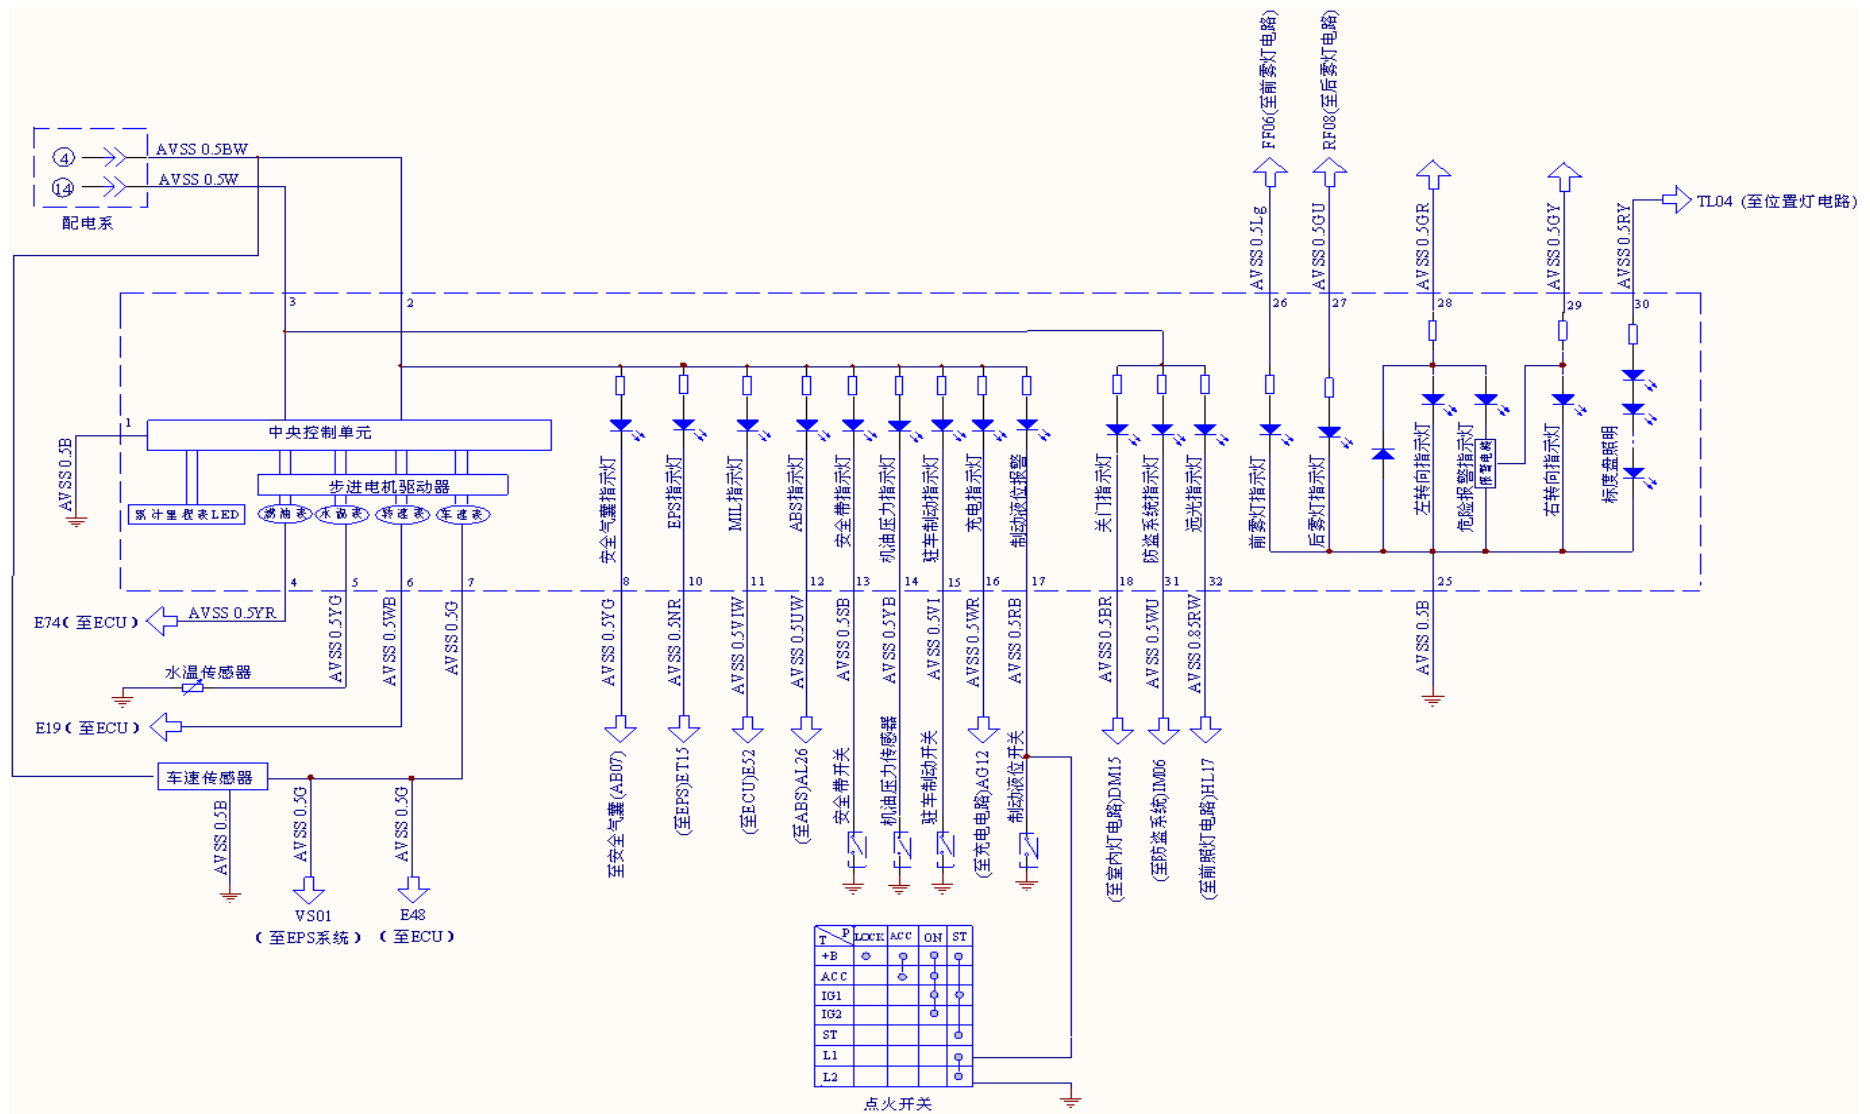 FF06(至前雾灯电路)
RF08(至后雾灯电路)
4
AVSS 0.5BW
14
AVSS 0.5W
配电系
AVSS 0.5Lg
AVSS 0.5GU
AVSS 0.5GR
AVSS 0.5GY
AVSS 0.5RY
TL04 (至位置灯电路)
3
2
26
27
28
29
30
1
AVSS 0.5B
中央控制单元
步进电机驱动器
累计里程表LED
燃油表
水温表
转速表
车速表
安全气囊指示灯
EPS指示灯
MIL指示灯
ABS指示灯
安全带指示灯
机油压力指示灯
驻车制动指示灯
充电指示灯
制动液位报警
关门指示灯
防盗系统指示灯
远光指示灯
前雾灯指示灯
后雾灯指示灯
左转向指示灯
危险报警指示灯
报警电路
右转向指示灯
标度盘照明
4
5
6
7
8
10
11
12
13
14
15
16
17
18
31
32
25
E74( 至ECU )
AVSS 0.5YR
AVSS 0.5YG
AVSS 0.5WB
AVSS 0.5G
AVSS 0.5YG
AVSS 0.5NR
AVSS 0.5VIW
AVSS 0.5UW
AVSS 0.5SB
AVSS 0.5YB
AVSS 0.5VI
AVSS 0.5WR
AVSS 0.5RB
AVSS 0.5BR
AVSS 0.5WU
AVSS 0.85RW
AVSS 0.5B
水温传感器
E19( 至ECU )
车速传感器
AVSS 0.5B
AVSS 0.5G
AVSS 0.5G
VS01
( 至EPS系统 )
E48
( 至ECU )
至安全气囊(AB07)
(至EPS)ET15
(至ECU)E52
(至ABS)AL26
安全带开关
机油压力传感器
驻车制动开关
(至充电电路)AG12
制动液位开关
(至室内灯电路)DM15
(至防盗系统)IM06
(至前照灯电路)HL17
T P LOCK ACC ON ST
+B
ACC
IG1
IG2
ST
L1
L2
点火开关